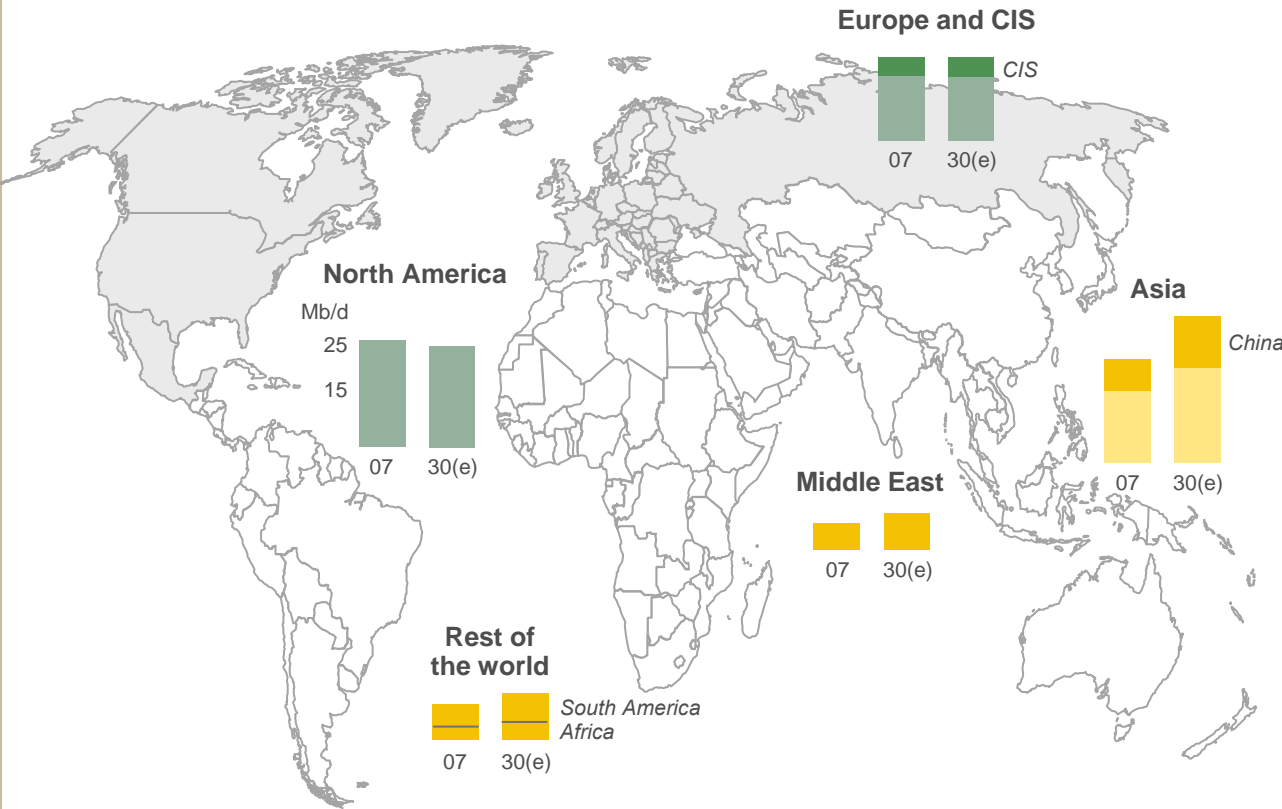 Europe and CIS
CIS
07 30(e)
North America
Mb/d
25
15
07 30(e)
Asia
China
07 30(e)
Middle East
07 30(e)
Rest of
the world
South America
Africa
07 30(e)